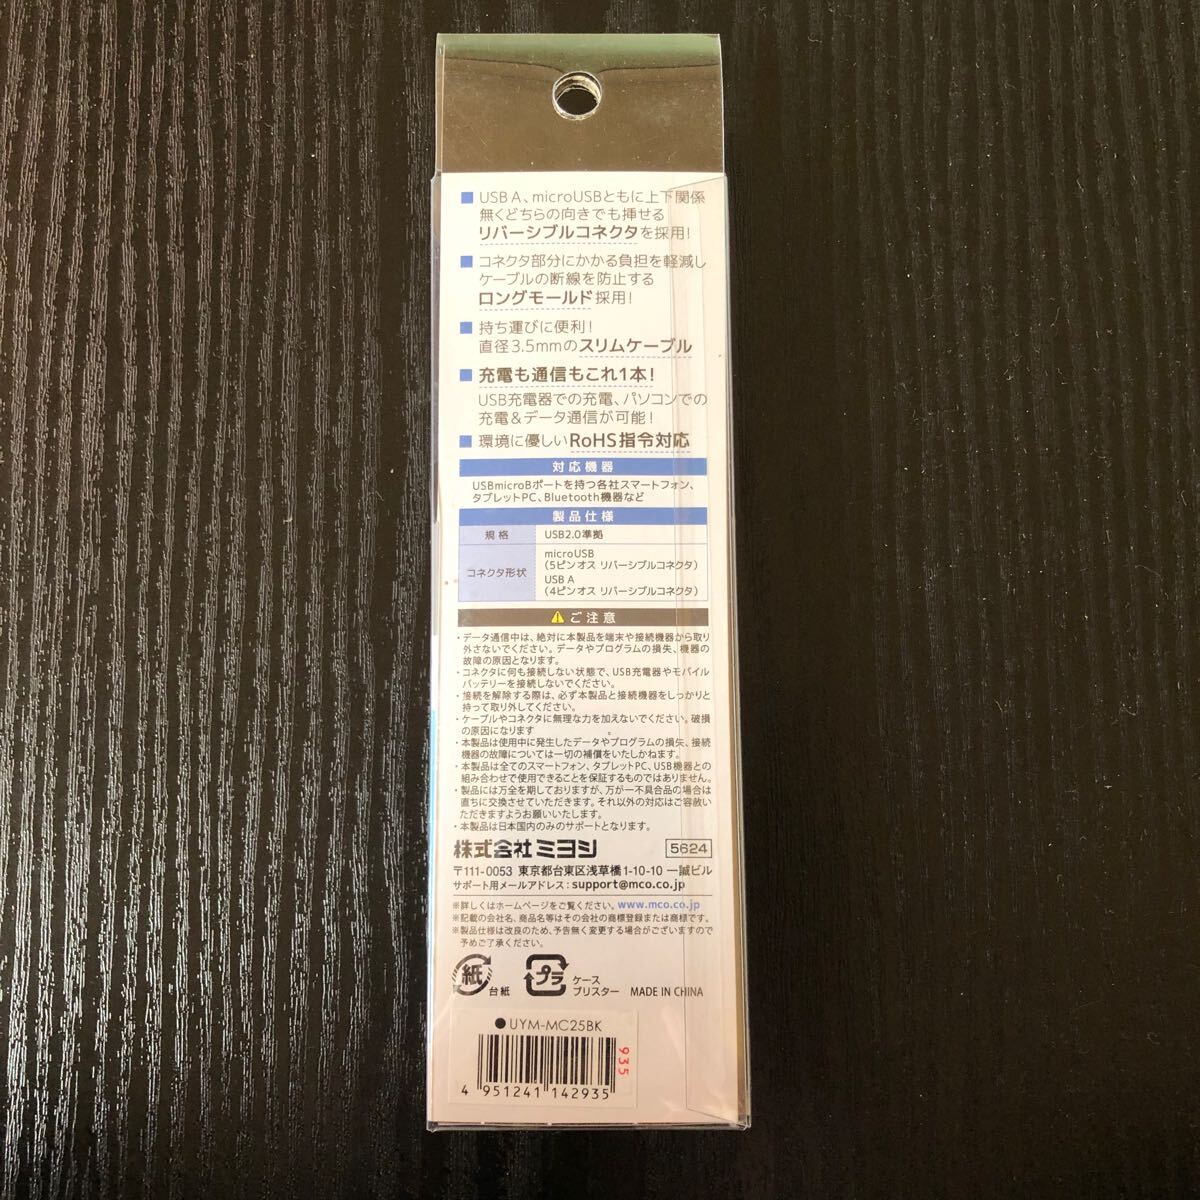 ■ USB A、microUSBともに上下関係
無くどちらの向きでも挿せる
リバーシブルコネクタを採用!
■ コネクタ部分にかかる負担を軽減し
ケーブルの断線を防止する
ロングモールド採用!
■ 持ち運びに便利!
直径3.5mmのスリムケーブル
■ 充電も通信もこれ1本!
USB充電器での充電、パソコンでの
充電&データ通信が可能!
■ 環境に優しいRoHS指令対応
対応機器
USBmicroBポートを持つ各社スマートフォン、
タブレットPC、Bluetooth機器など
製品仕様
規格 USB2.0準拠
コネクタ形状 microUSB
(5ピンオス リバーシブルコネクタ)
USB A
(4ピンオス リバーシブルコネクタ)
ご注意
・データ通信中は、絶対に本製品を端末や接続機器から取り
外さないでください。データやプログラムの損失、機器の
故障の原因となります。
・コネクタに何も接続しない状態で、USB充電器やモバイル
バッテリーを接続しないでください。
・接続を解除する際は、必ず本製品と接続機器をしっかりと
持って取り外してください。
・ケーブルやコネクタに無理な力を加えないでください。破損
の原因になります。
・本製品は使用中に発生したデータやプログラムの損失、接続
機器の故障については一切の補償をいたしかねます。
・本製品は全てのスマートフォン、タブレットPC、USB機器との
組み合わせで使用できることを保証するものではありません。
・製品には万全を期しておりますが、万が一不具合品の場合は
直ちに交換させていただきます。それ以外の対応はご容赦い
ただきますようお願いいたします。
・本製品は日本国内のみのサポートとなります。
株式会社ミヨシ 5624
〒111-0053 東京都台東区浅草橋1-10-10 一誠ビル
サポート用メールアドレス:support@mco.co.jp
※詳しくはホームページをご覧ください。www.mco.co.jp
※記載の会社名、商品名等はその会社の商標登録または商標です。
※製品仕様は改良のため、予告無く変更する場合がございますので
予めご了承ください。
紙 台紙 プラ ケース
ブリスター MADE IN CHINA
●UYM-MC25BK
935
4 951241 142935